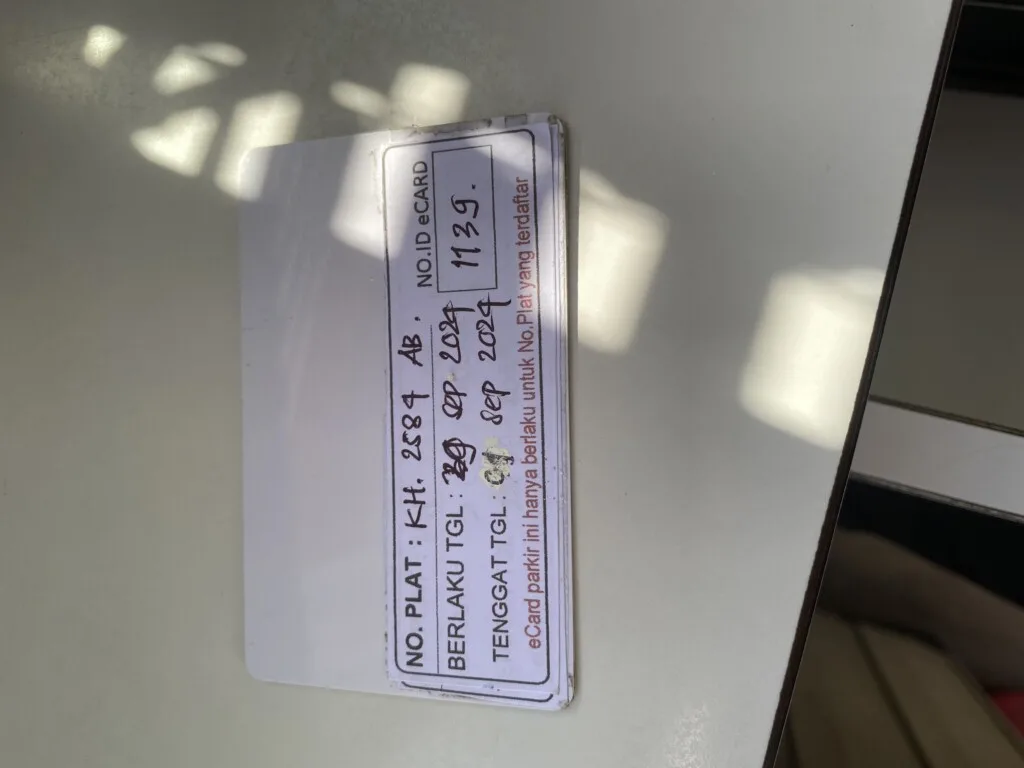 NO. PLAT : KH. 2584 AB.
NO.ID eCARD
1139.
BERLAKU TGL : sep 2024
TENGGAT TGL : sep 2024
eCard parkir ini hanya berlaku untuk No.Plat yang terdaftar